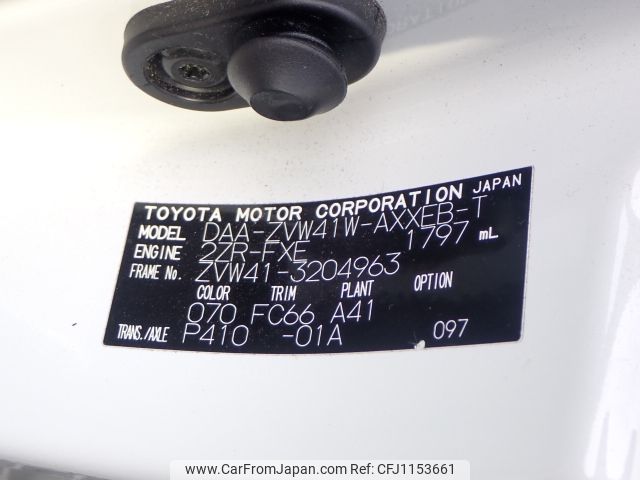 TOYOTA MOTOR CORPORATION JAPAN
MODEL DAA-ZVW41W-AXXEB-T
ENGINE 2ZR-FXE 1797 mL
FRAME No. ZVW41-3204963
COLOR TRIM PLANT OPTION
070 FC66 A41
TRANS./AXLE P410 -01A 097
www.CarFromJapan.com REF:CFJ1153661